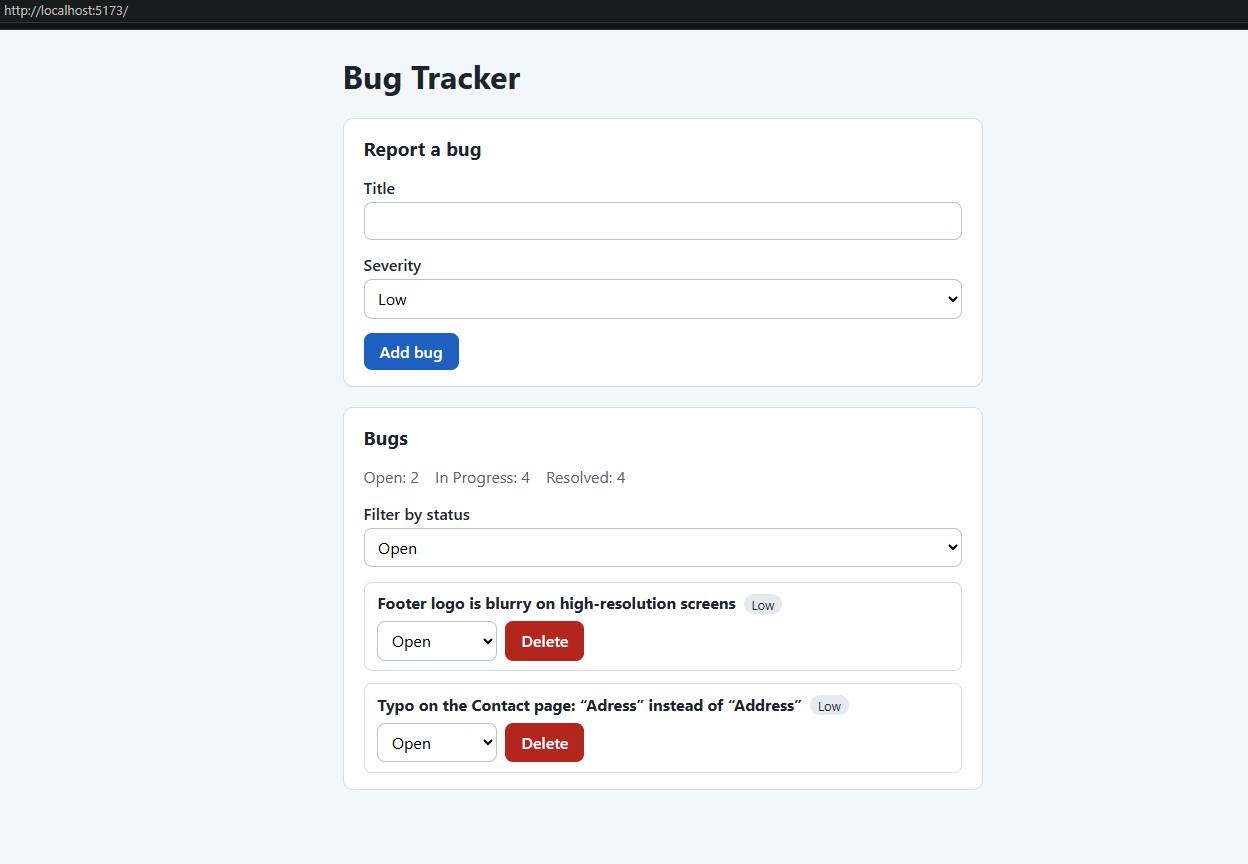 http://localhost:5173/
Bug Tracker
Report a bug
Title
Severity
Low
Add bug
Bugs
Open: 2 In Progress: 4 Resolved: 4
Filter by status
Open
Footer logo is blurry on high-resolution screens Low
Open Delete
Typo on the Contact page: “Adress” instead of “Address” Low
Open Delete